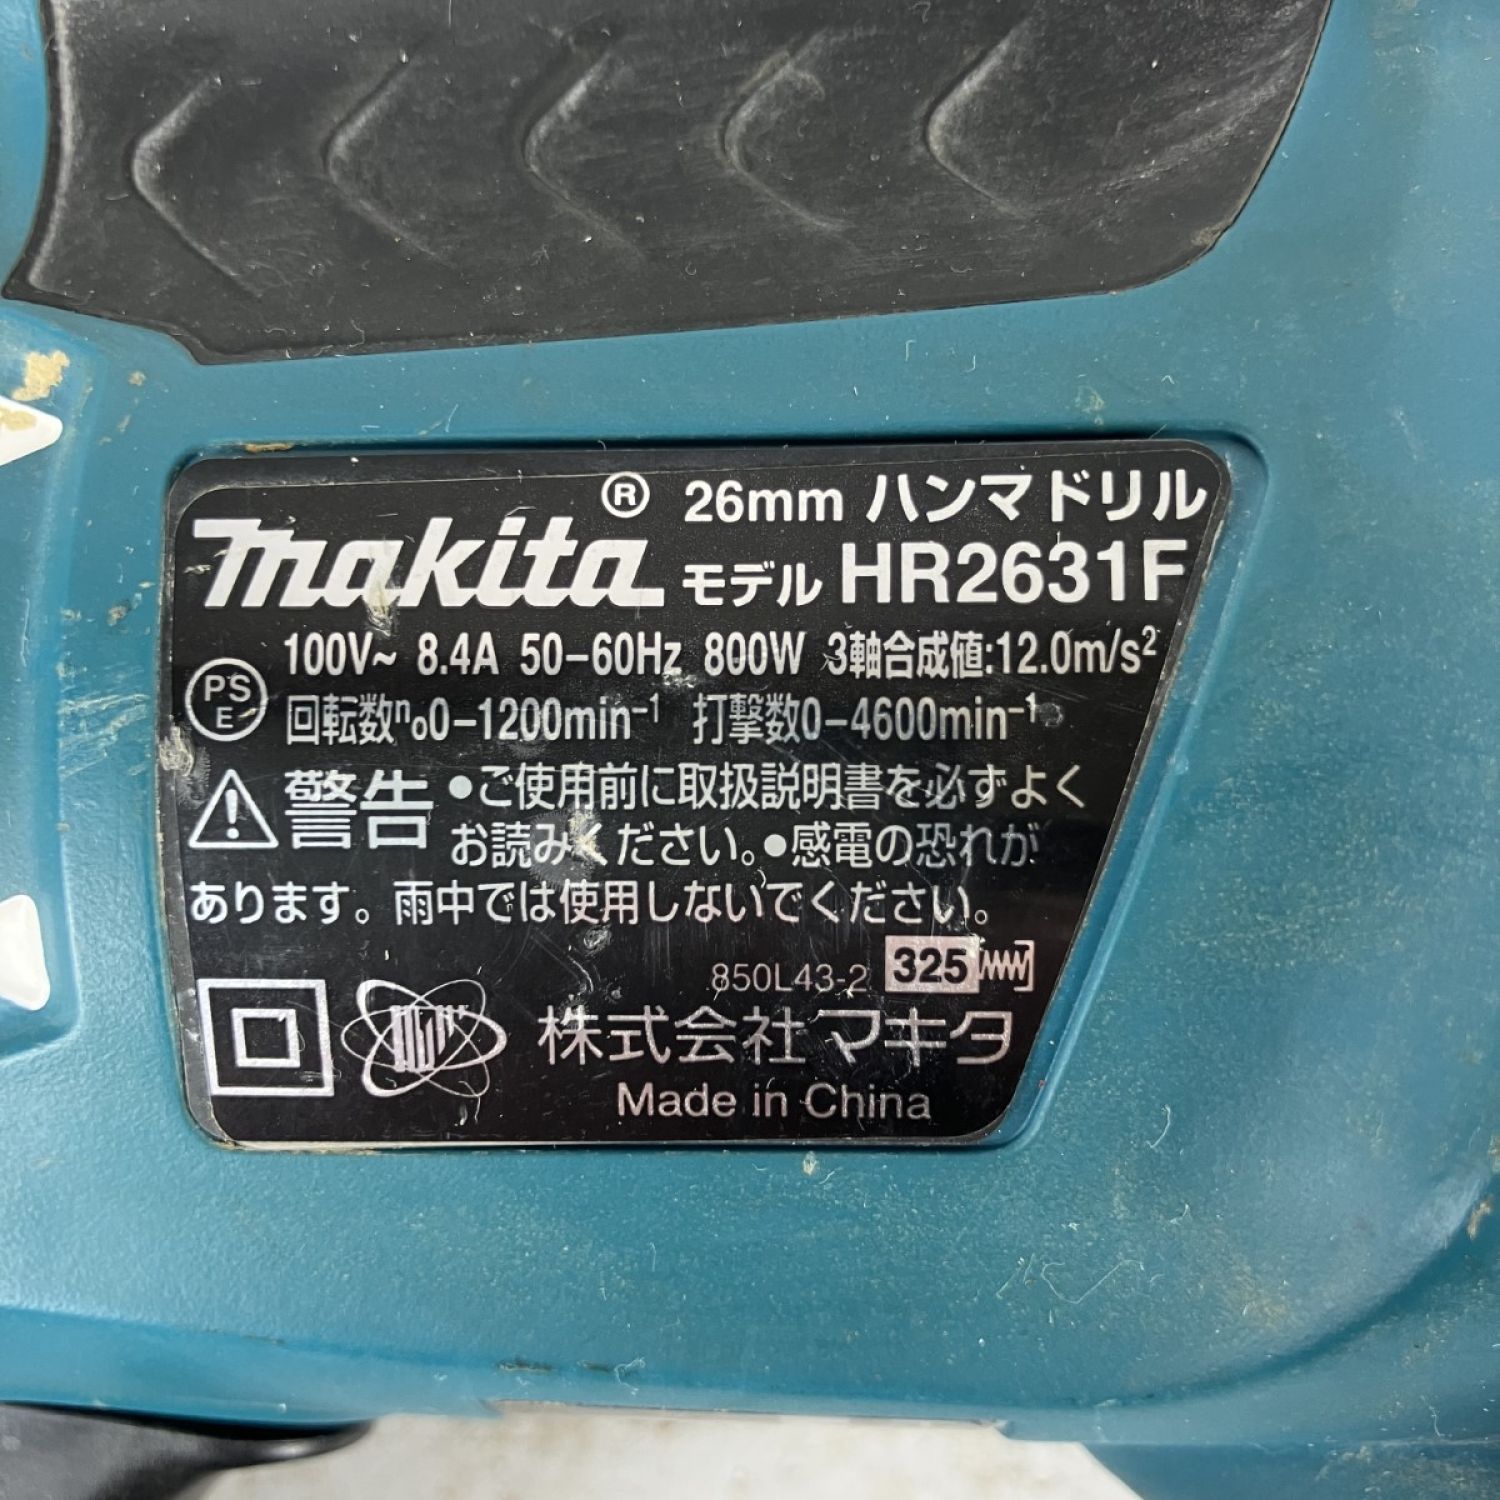 makita® 26mm ハンマドリル
モデル HR2631F
100V~ 8.4A 50-60Hz 800W 3軸合成値:12.0m/s²
PS
E
回転数n₀0-1200min⁻¹ 打撃数0-4600min⁻¹
警告 ●ご使用前に取扱説明書を必ずよく
お読みください。●感電の恐れが
あります。雨中では使用しないでください。
850L43-2 325
株式会社マキタ
Made in China